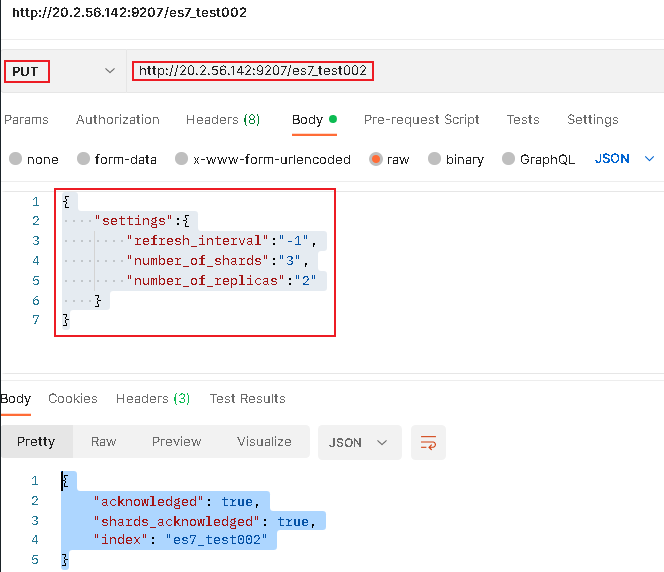 http://20.2.56.142:9207/es7_test002
PUT http://20.2.56.142:9207/es7_test002
Params Authorization Headers (8) Body Pre-request Script Tests Settings
none form-data x-www-form-urlencoded raw binary GraphQL JSON
1 {
2 "settings":{
3 "refresh_interval":"-1",
4 "number_of_shards":"3",
5 "number_of_replicas":"2"
6 }
7 }
Body Cookies Headers (3) Test Results
Pretty Raw Preview Visualize JSON
1 {
2 "acknowledged": true,
3 "shards_acknowledged": true,
4 "index": "es7_test002"
5 }